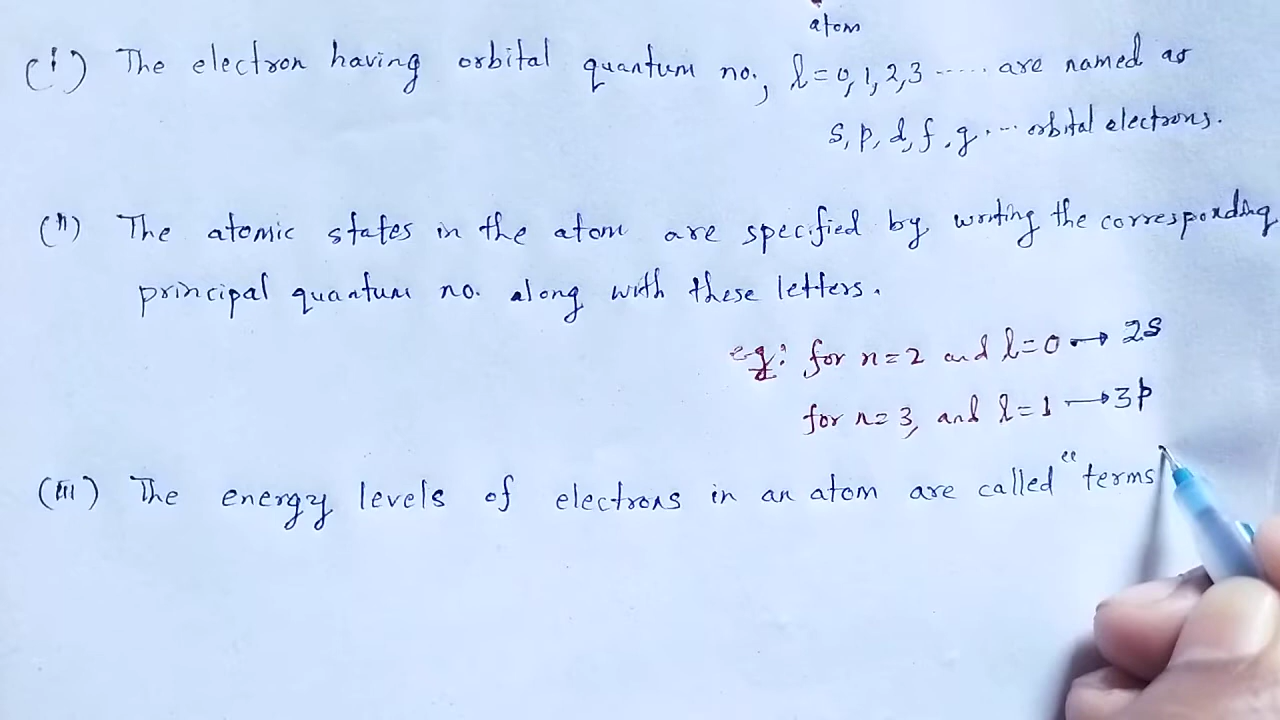 atom
(i) The electron having orbital quantum no., l=0,1,2,3 ..... are named as
s, p, d, f, g .... orbital electrons.
(ii) The atomic states in the atom are specified by writing the corresponding
principal quantum no. along with these letters.
eg: for n=2 and l=0 → 2s
for n=3, and l=1 → 3p
(iii) The energy levels of electrons in an atom are called “terms